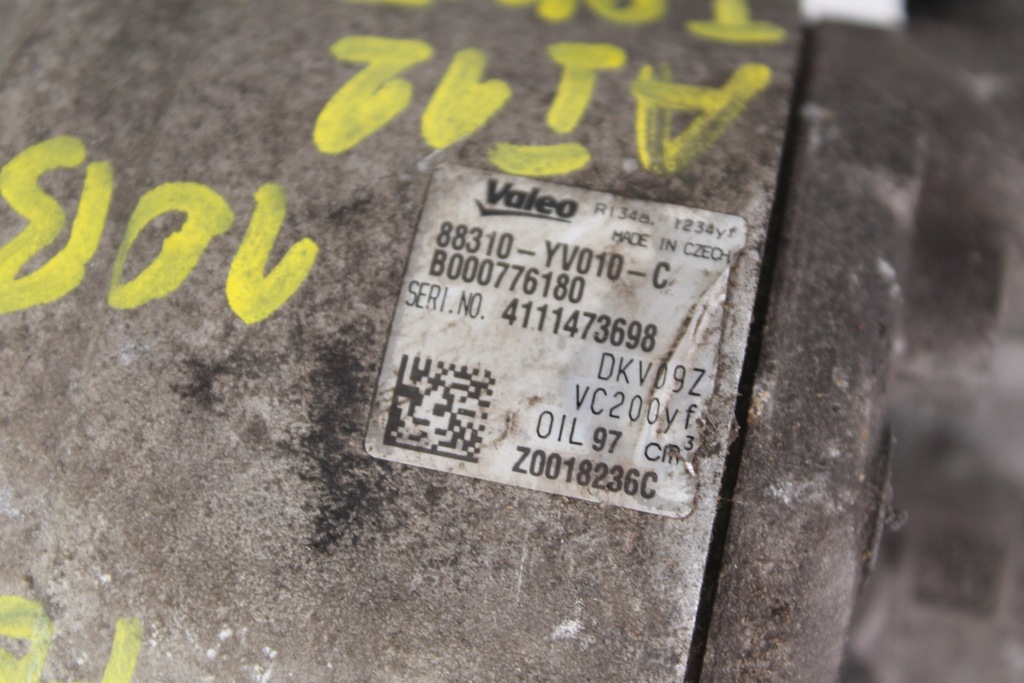 Valeo R134a. 1234yf
MADE IN CZECH
88310-YV010-C
B000776180
SERI.NO. 4111473698
DKV09Z
VC200yf
OIL 97 cm³
Z0018236C